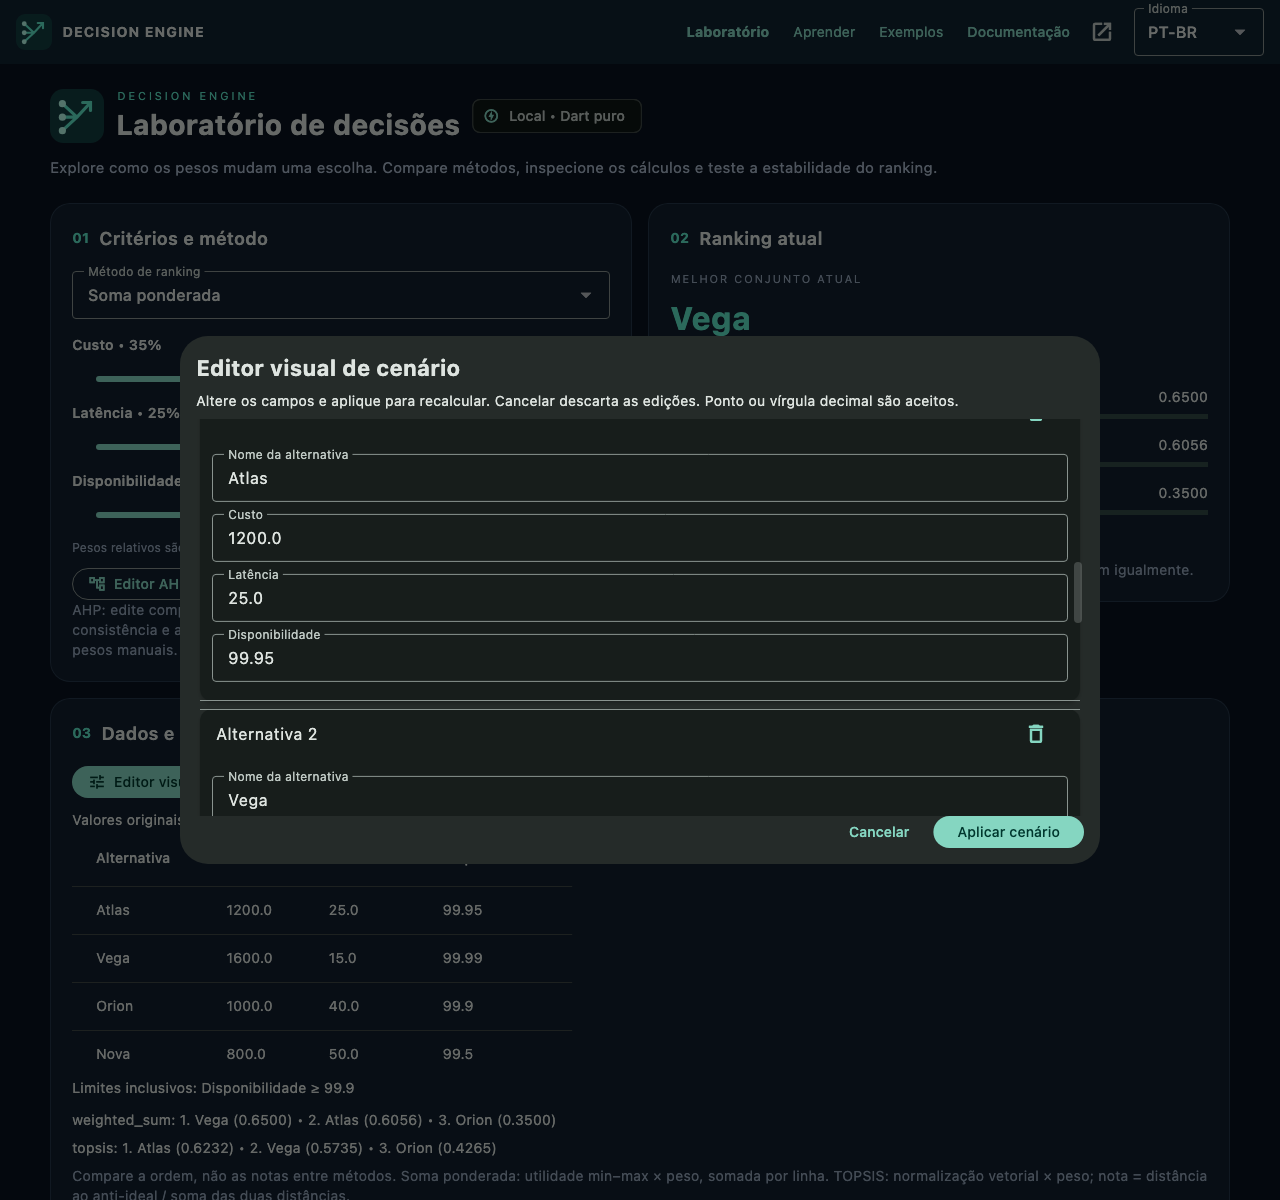 DECISION ENGINE
Laboratório
Aprender
Exemplos
Documentação
Idioma
PT-BR
DECISION ENGINE
Laboratório de decisões
Local • Dart puro
Explore como os pesos mudam uma escolha. Compare métodos, inspecione os cálculos e teste a estabilidade do ranking.
01 Critérios e método
Método de ranking
Soma ponderada
Custo • 35%
Latência • 25%
Disponibilidade
Pesos relativos são
Editor AH
AHP: edite comp
consistência e a
pesos manuais.
02 Ranking atual
MELHOR CONJUNTO ATUAL
Vega
0.6500
0.6056
0.3500
m igualmente.
Editor visual de cenário
Altere os campos e aplique para recalcular. Cancelar descarta as edições. Ponto ou vírgula decimal são aceitos.
Nome da alternativa
Atlas
Custo
1200.0
Latência
25.0
Disponibilidade
99.95
Alternativa 2
Nome da alternativa
Vega
Cancelar
Aplicar cenário
03 Dados e
Editor visu
Valores originais
Alternativa
Atlas 1200.0 25.0 99.95
Vega 1600.0 15.0 99.99
Orion 1000.0 40.0 99.9
Nova 800.0 50.0 99.5
Limites inclusivos: Disponibilidade ≥ 99.9
weighted_sum: 1. Vega (0.6500) • 2. Atlas (0.6056) • 3. Orion (0.3500)
topsis: 1. Atlas (0.6232) • 2. Vega (0.5735) • 3. Orion (0.4265)
Compare a ordem, não as notas entre métodos. Soma ponderada: utilidade min–max × peso, somada por linha. TOPSIS: normalização vetorial × peso; nota = distância
ao anti-ideal / soma das duas distâncias.